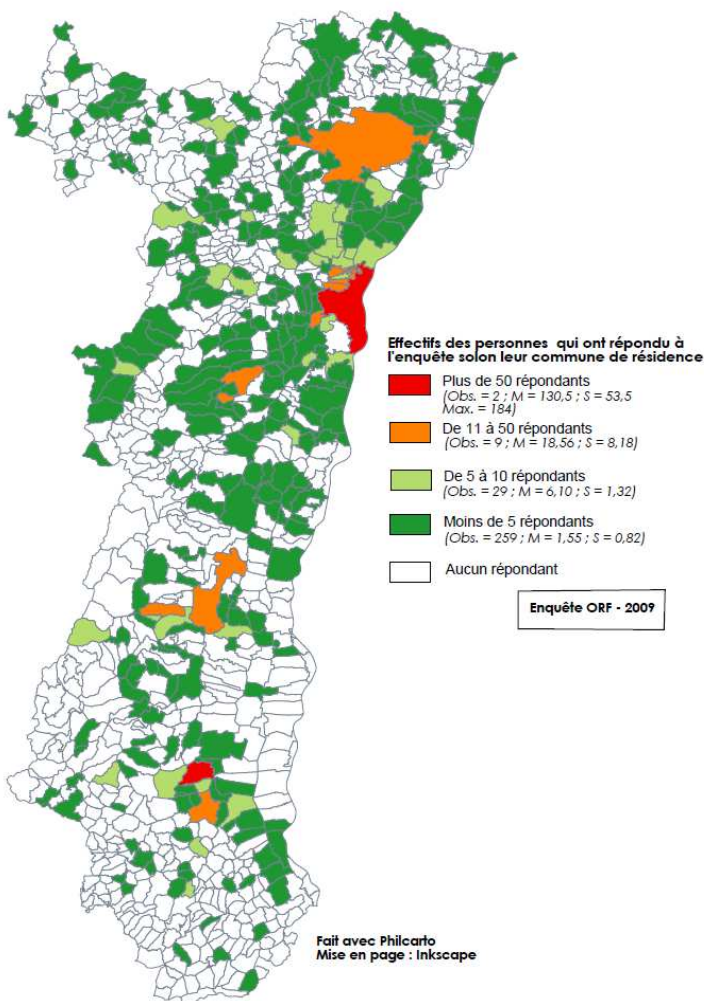 Effectifs des personnes qui ont répondu à
l'enquête solon leur commune de résidence
Plus de 50 répondants
(Obs. = 2 ; M = 130,5 ; S = 53,5
Max. = 184)
De 11 à 50 répondants
(Obs. = 9 ; M = 18,56 ; S = 8,18)
De 5 à 10 répondants
(Obs. = 29 ; M = 6,10 ; S = 1,32)
Moins de 5 répondants
(Obs. = 259 ; M = 1,55 ; S = 0,82)
Aucun répondant
Enquête ORF - 2009
Fait avec Philcarto
Mise en page : Inkscape